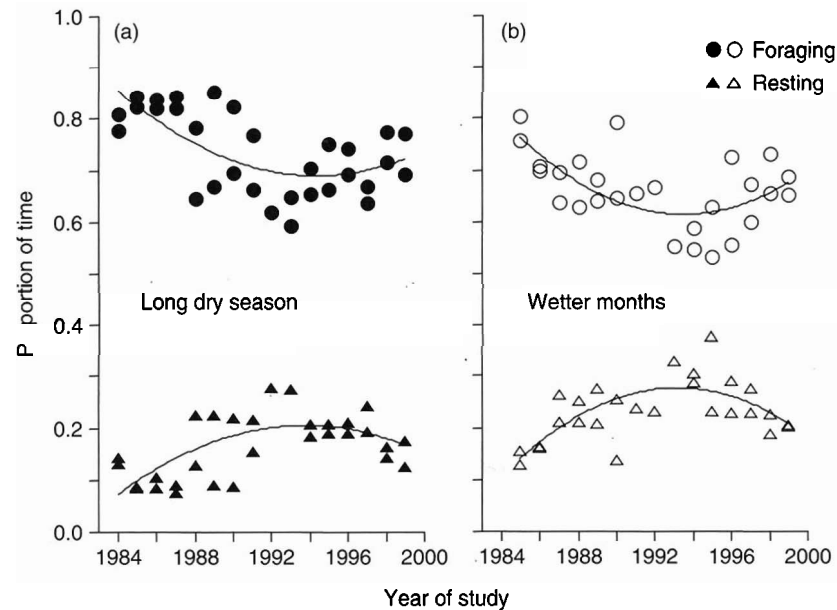 (a)
(b)
Foraging
Resting
1.0
0.8
0.6
0.4
0.2
0.0
P portion of time
Long dry season
Wetter months
1984 1988 1992 1996 2000
1984 1988 1992 1996 2000
Year of study